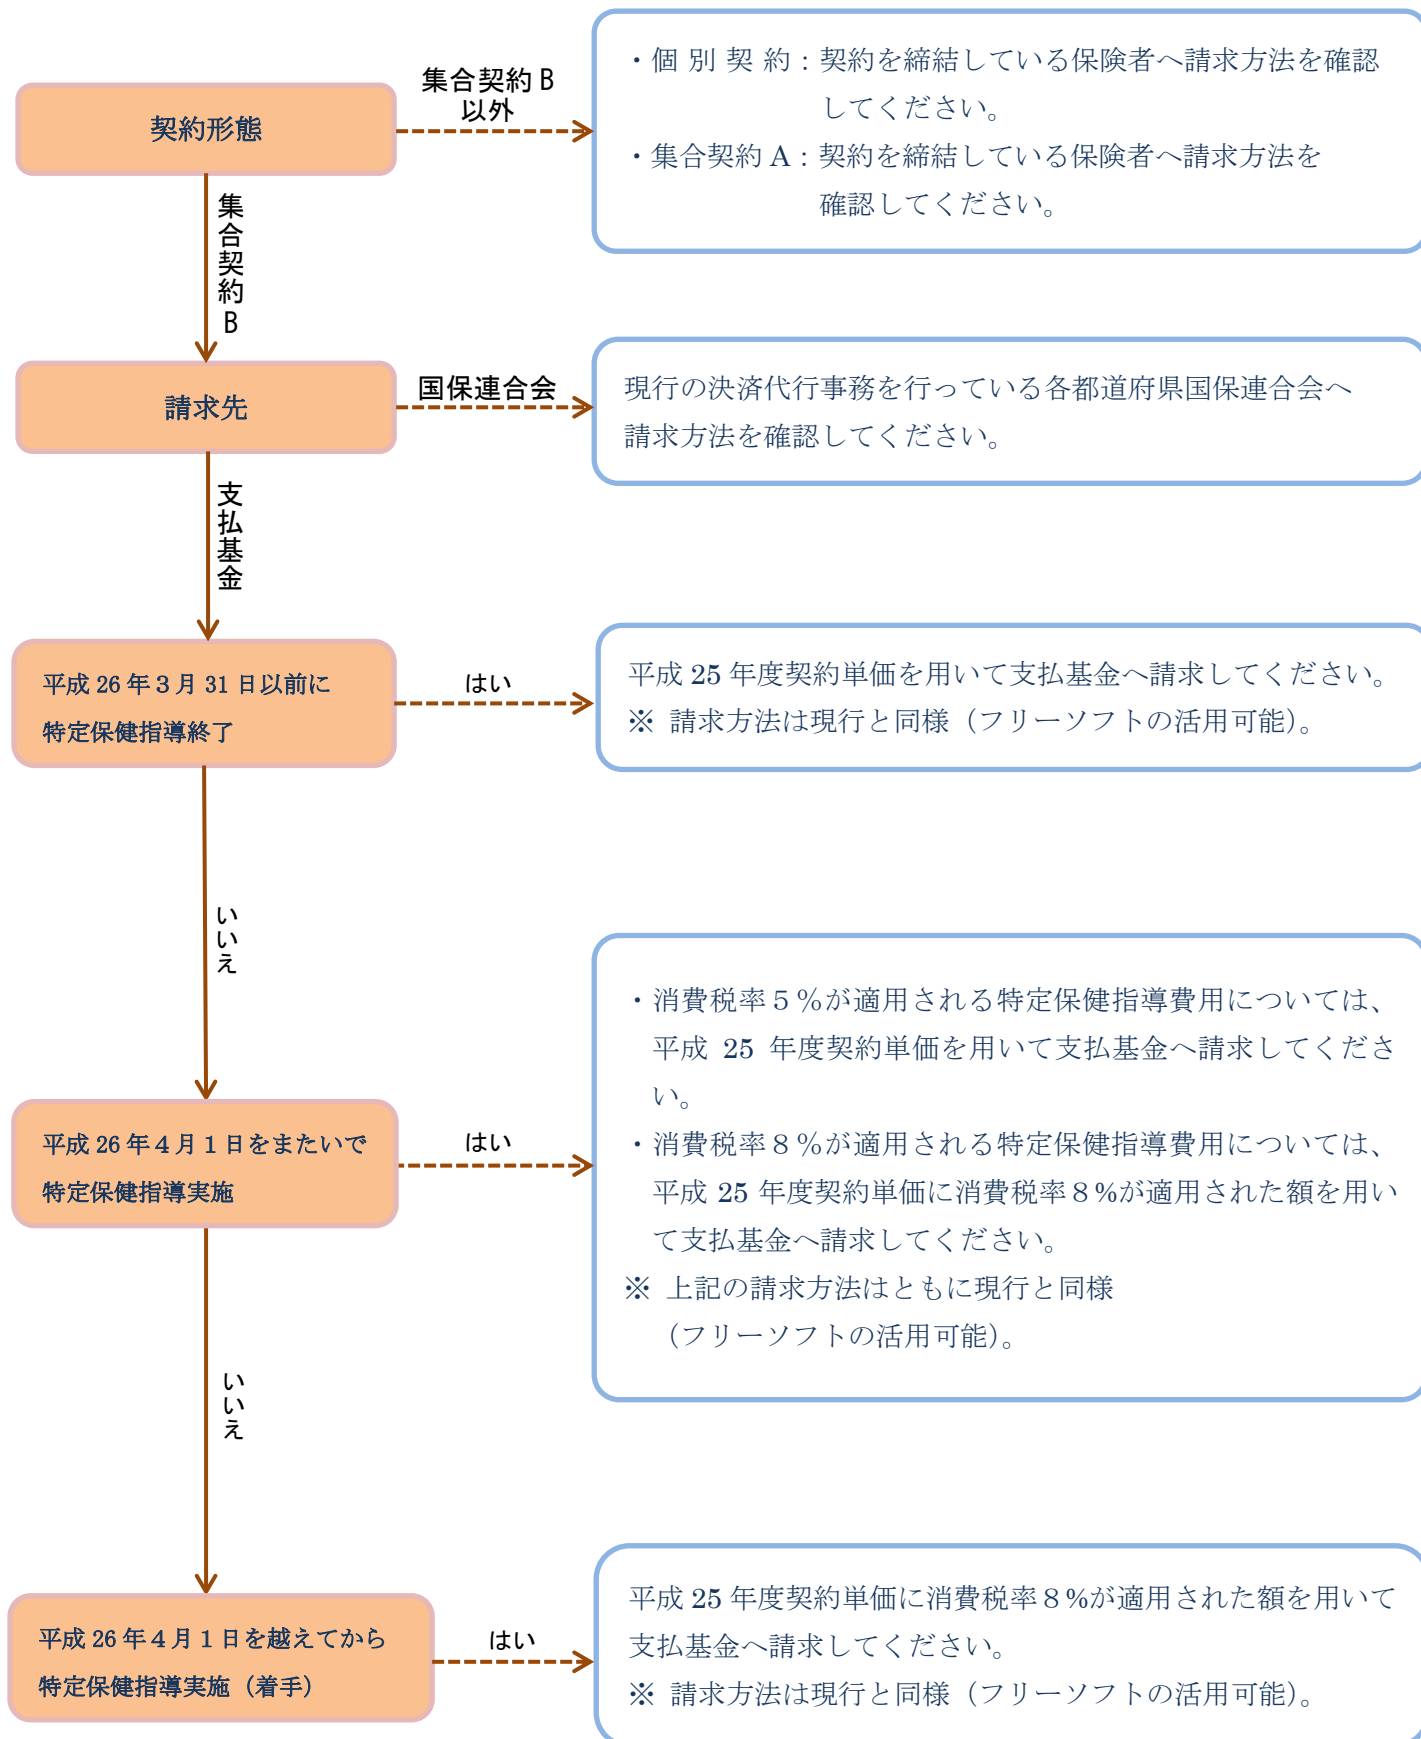 契約形態
集合契約 B
以外
・個 別 契 約：契約を締結している保険者へ請求方法を確認
してください。
・集合契約 A：契約を締結している保険者へ請求方法を
確認してください。
集合契約B
請求先
国保連合会
現行の決済代行事務を行っている各都道府県国保連合会へ
請求方法を確認してください。
支払基金
平成 26 年３月 31 日以前に
特定保健指導終了
はい
平成 25 年度契約単価を用いて支払基金へ請求してください。
※ 請求方法は現行と同様（フリーソフトの活用可能）。
いいえ
平成 26 年４月１日をまたいで
特定保健指導実施
はい
・消費税率５％が適用される特定保健指導費用については、
平成 25 年度契約単価を用いて支払基金へ請求してくださ
い。
・消費税率８％が適用される特定保健指導費用については、
平成 25 年度契約単価に消費税率８%が適用された額を用い
て支払基金へ請求してください。
※ 上記の請求方法はともに現行と同様
（フリーソフトの活用可能）。
いいえ
平成 26 年４月１日を越えてから
特定保健指導実施（着手）
はい
平成 25 年度契約単価に消費税率８%が適用された額を用いて
支払基金へ請求してください。
※ 請求方法は現行と同様（フリーソフトの活用可能）。